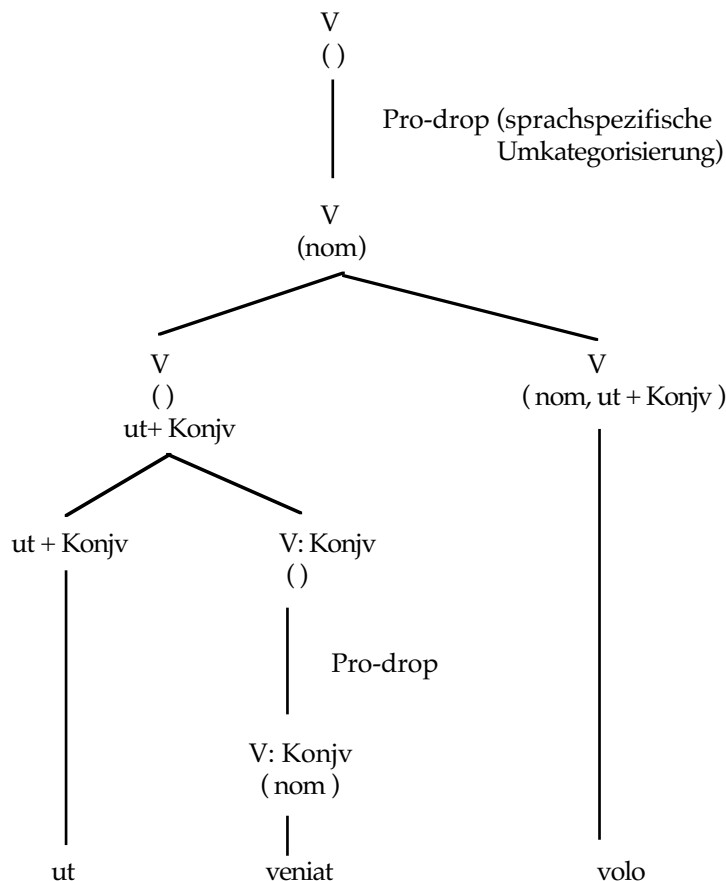 V
( )
Pro-drop (sprachspezifische
Umkategorisierung)
V
(nom)
V
( )
ut+ Konjv
V
( nom, ut + Konjv )
ut + Konjv
V: Konjv
( )
Pro-drop
V: Konjv
( nom )
ut
veniat
volo